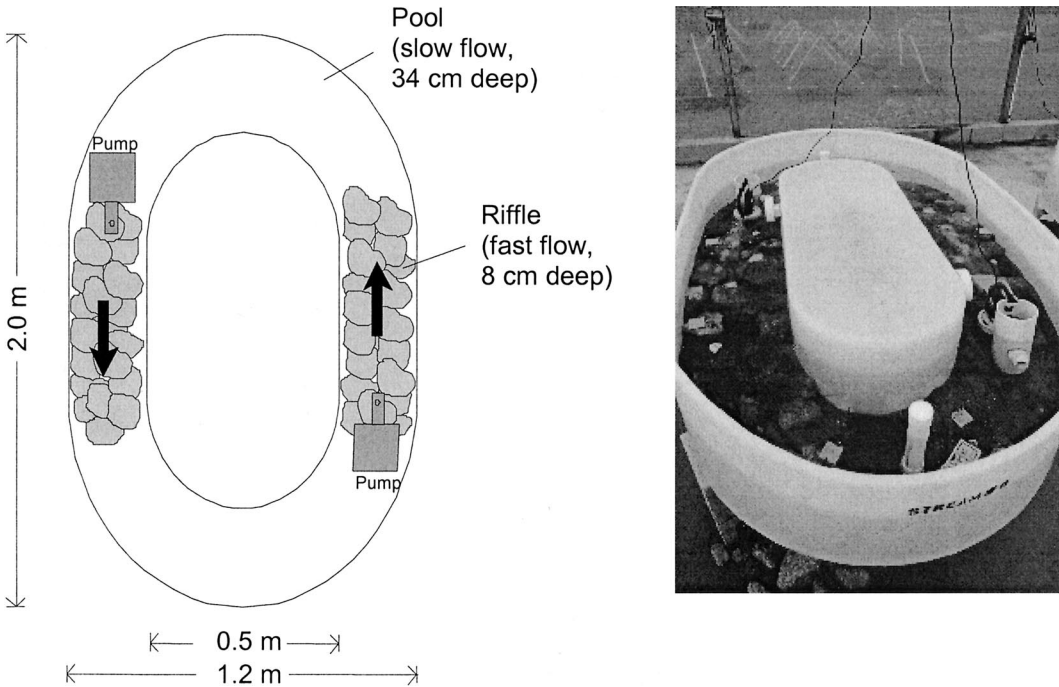 Pool
(slow flow,
34 cm deep)
Pump
Riffle
(fast flow,
8 cm deep)
2.0 m
Pump
0.5 m
1.2 m